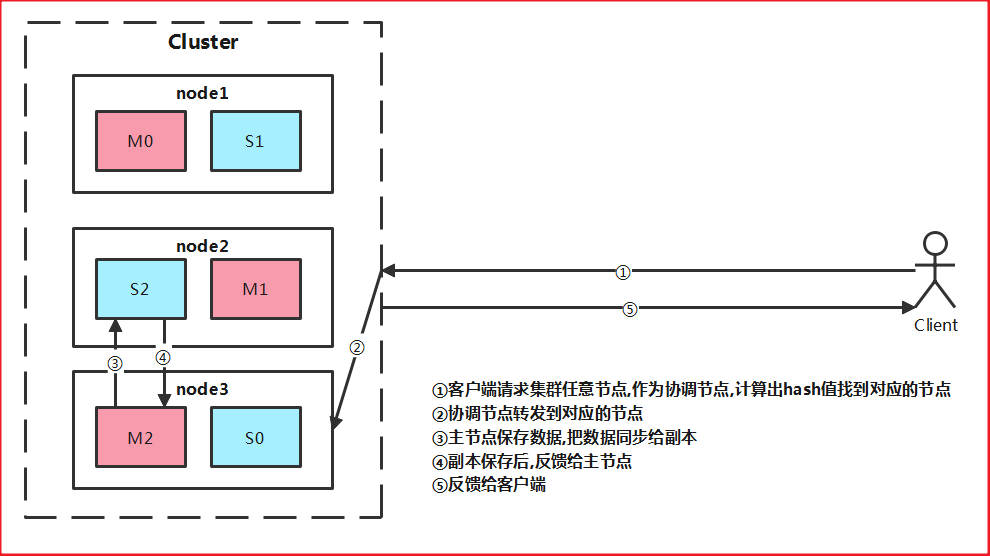 Cluster
node1
M0
S1
node2
S2
M1
①
⑤
Client
②
③
④
node3
M2
S0
①客户端请求集群任意节点,作为协调节点,计算出hash值找到对应的节点
②协调节点转发到对应的节点
③主节点保存数据,把数据同步给副本
④副本保存后,反馈给主节点
⑤反馈给客户端